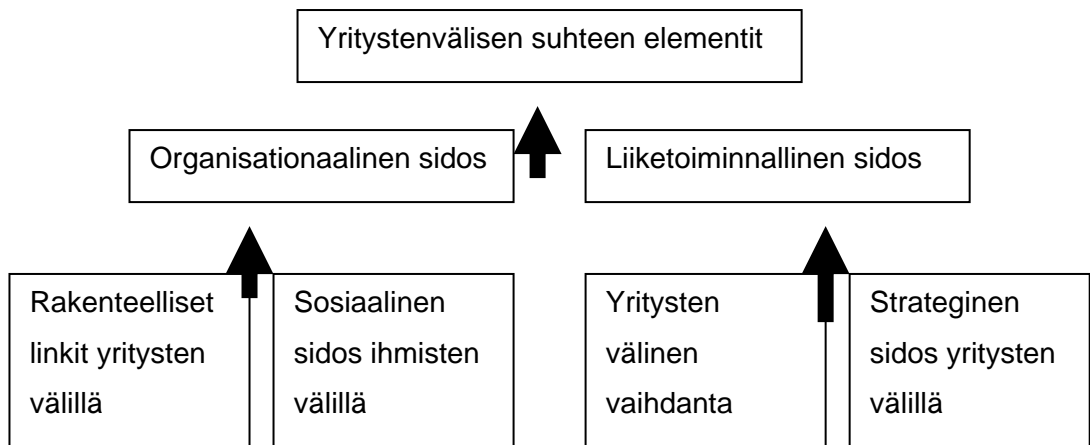 Yritystenvälisen suhteen elementit
Organisationaalinen sidos
Liiketoiminnallinen sidos
Rakenteelliset
linkit yritysten
välillä
Sosiaalinen
sidos ihmisten
välillä
Yritysten
välinen
vaihdanta
Strateginen
sidos yritysten
välillä